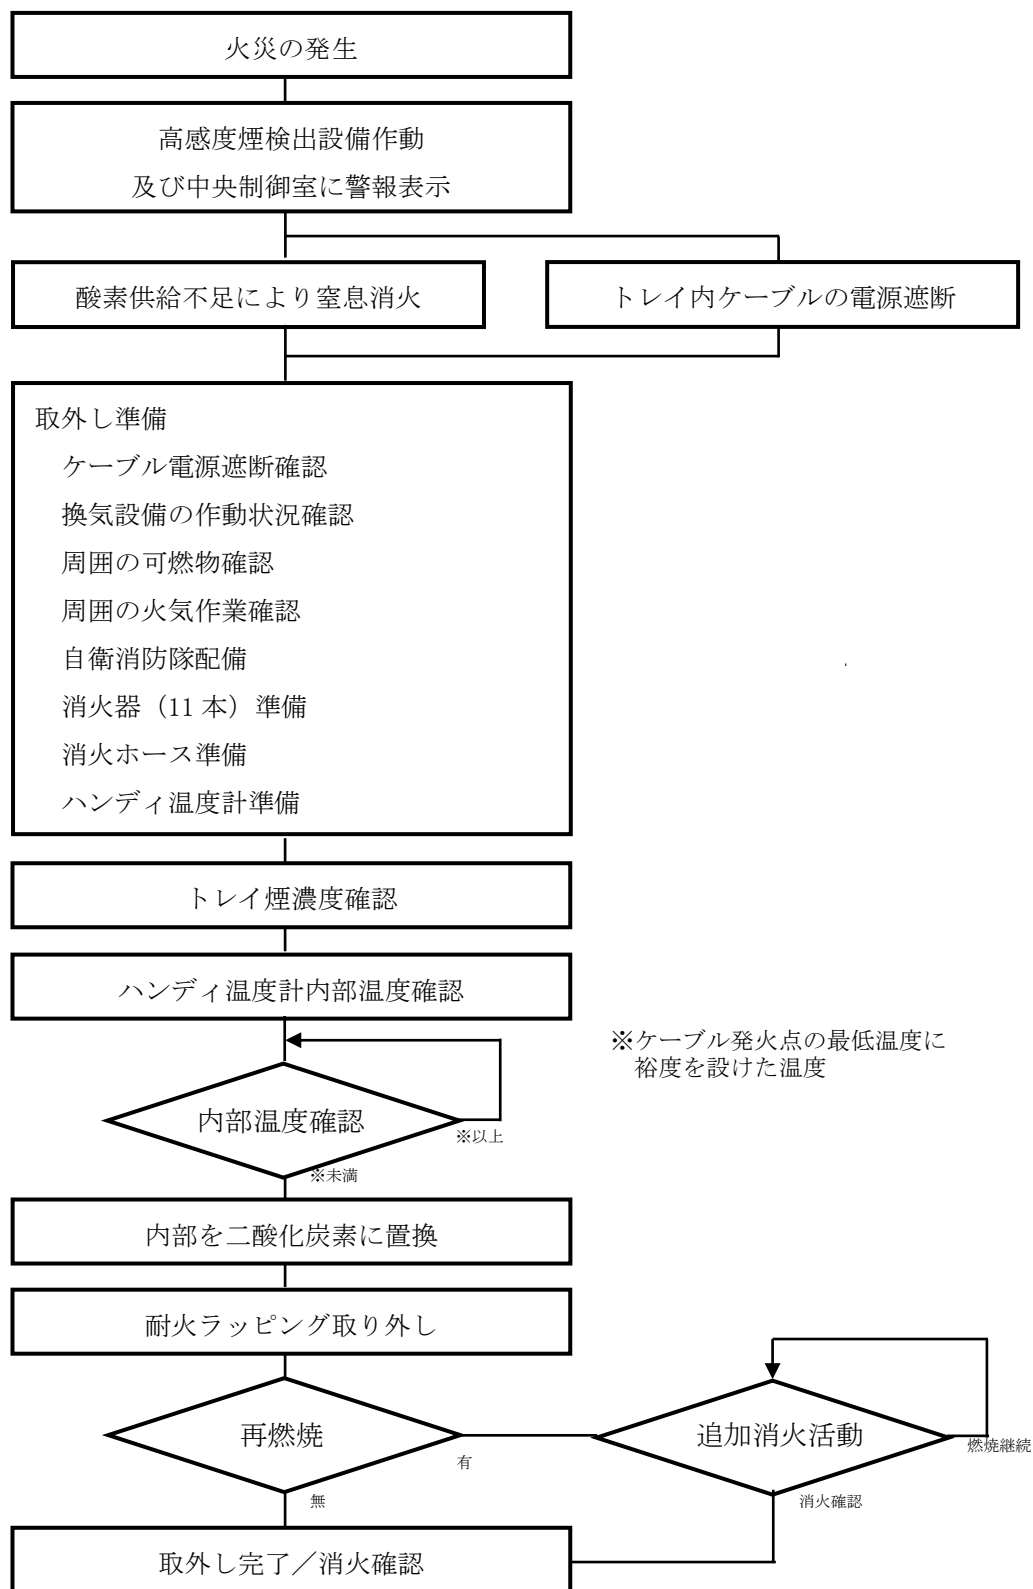 火災の発生
高感度煙検出設備作動
及び中央制御室に警報表示
酸素供給不足により窒息消火
トレイ内ケーブルの電源遮断
取外し準備
ケーブル電源遮断確認
換気設備の作動状況確認
周囲の可燃物確認
周囲の火気作業確認
自衛消防隊配備
消火器（11 本）準備
消火ホース準備
ハンディ温度計準備
トレイ煙濃度確認
ハンディ温度計内部温度確認
※ケーブル発火点の最低温度に
裕度を設けた温度
内部温度確認
※以上
※未満
内部を二酸化炭素に置換
耐火ラッピング取り外し
再燃焼
有
無
追加消火活動
燃焼継続
消火確認
取外し完了／消火確認